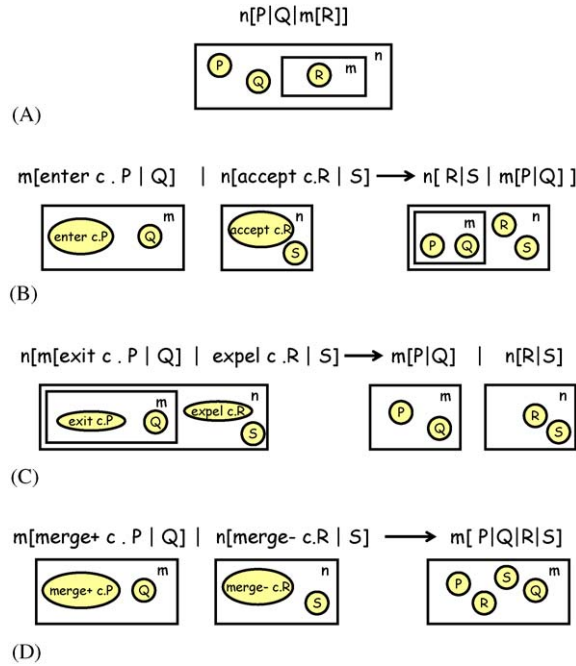 n[P|Q|m[R]]
P Q R m n
(A)
m[enter c . P | Q] | n[accept c.R | S] → n[ R|S | m[P|Q] ]
enter c.P Q m accept c.R S n P Q m R S n
(B)
n[m[exit c . P | Q] | expel c .R | S] → m[P|Q] | n[R|S]
exit c.P Q m expel c.R S n P Q m R S n
(C)
m[merge+ c . P | Q] | n[merge- c.R | S] → m[ P|Q|R|S]
merge+ c.P Q m merge- c.R S n P R S Q m
(D)